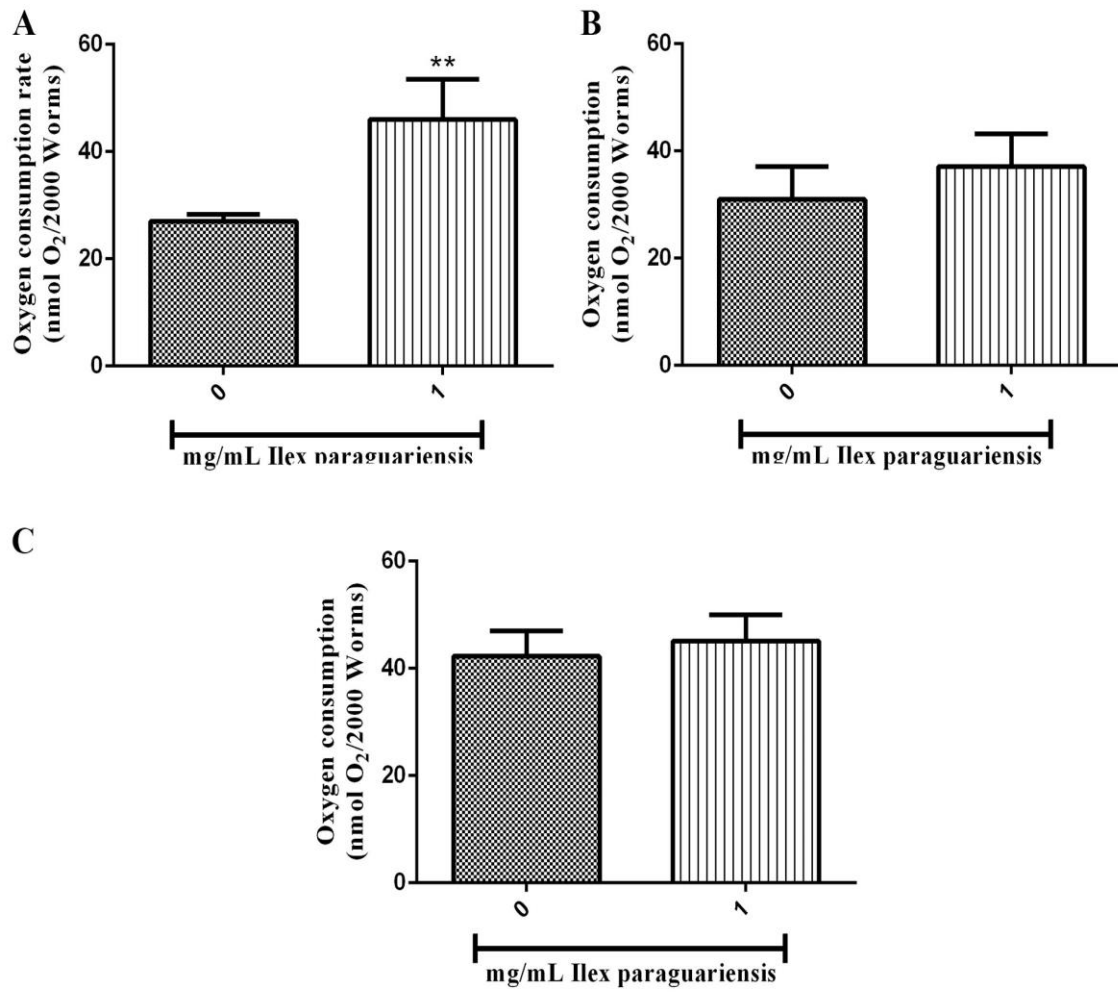 A
Oxygen consumption rate
(nmol O2/2000 Worms)
60
40
20
0
**
0
1
mg/mL Ilex paraguariensis
B
Oxygen consumption
(nmol O2/2000 Worms)
60
40
20
0
0
1
mg/mL Ilex paraguariensis
C
Oxygen consumption
(nmol O2/2000 Worms)
60
40
20
0
0
1
mg/mL Ilex paraguariensis